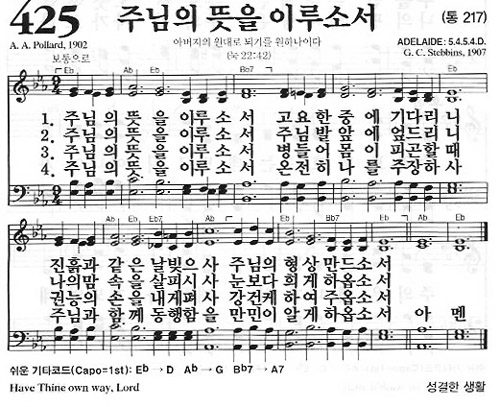 425 주님의 뜻을 이루소서 (통 217)
A. A. Pollard, 1902 아버지의 원대로 되기를 원하나이다 ADELAIDE: 5.4.5.4.D.
보통으로 (눅 22:42) G. C. Stebbins, 1907
Eb Ab Eb Bb7 Eb
1. 주님의 뜻을 이루소서 고요한 중에 기다리니
2. 주님의 뜻을 이루소서 주님 발 앞에 엎드리니
3. 주님의 뜻을 이루소서 병들어 몸이 피곤할 때
4. 주님의 뜻을 이루소서 온전히 나를 주장하사
Ab Eb Eb7 Ab C Eb Bb7 Eb Ab Eb
진흙과 같은 날 빚으사 주님의 형상 만드소서
나의 맘 속을 살피시사 눈보다 희게 하옵소서
권능의 손을 내게 펴사 강건케 하여 주옵소서
주님과 함께 동행함을 만민이 알게 하옵소서 아멘
쉬운 기타코드(Capo=1st): Eb → D Ab → G Bb7 → A7
Have Thine own way, Lord 성결한 생활